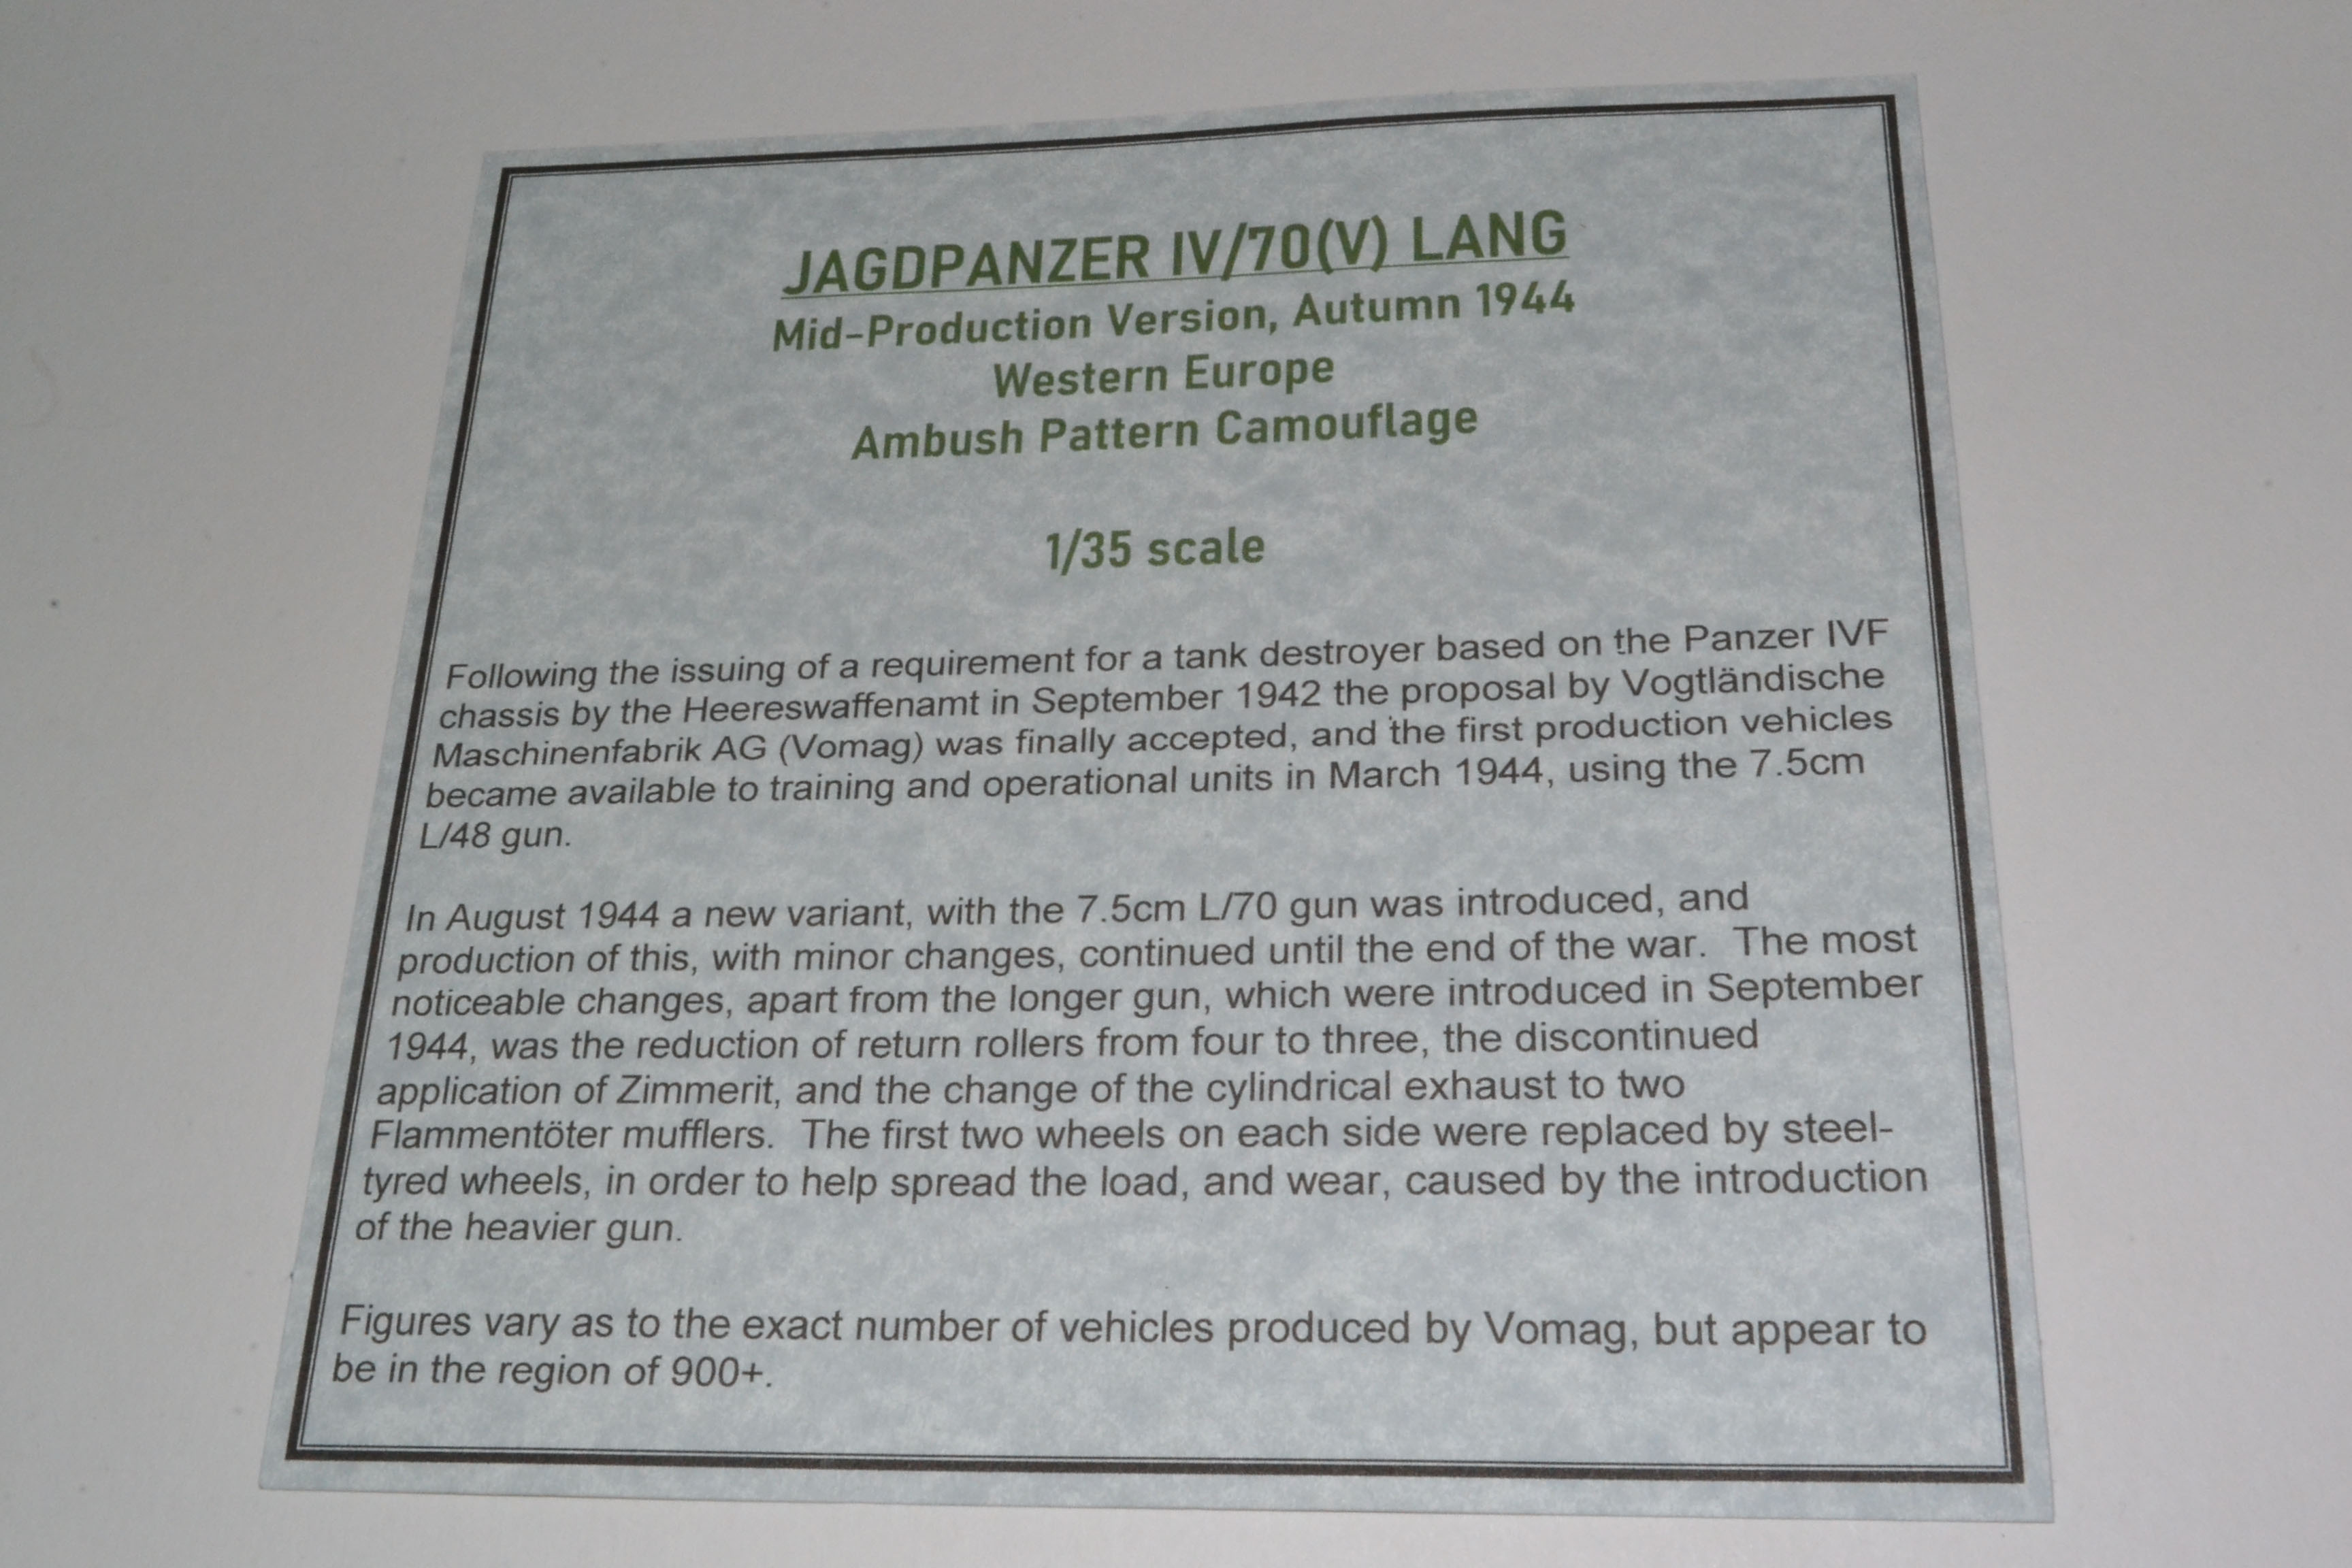 JAGDPANZER IV/70(V) LANG
Mid-Production Version, Autumn 1944
Western Europe
Ambush Pattern Camouflage
1/35 scale
Following the issuing of a requirement for a tank destroyer based on the Panzer IVF
chassis by the Heereswaffenamt in September 1942 the proposal by Vogtländische
Maschinenfabrik AG (Vomag) was finally accepted, and the first production vehicles
became available to training and operational units in March 1944, using the 7.5cm
L/48 gun.
In August 1944 a new variant, with the 7.5cm L/70 gun was introduced, and
production of this, with minor changes, continued until the end of the war.  The most
noticeable changes, apart from the longer gun, which were introduced in September
1944, was the reduction of return rollers from four to three, the discontinued
application of Zimmerit, and the change of the cylindrical exhaust to two
Flammentöter mufflers.  The first two wheels on each side were replaced by steel-
tyred wheels, in order to help spread the load, and wear, caused by the introduction
of the heavier gun.
Figures vary as to the exact number of vehicles produced by Vomag, but appear to
be in the region of 900+.